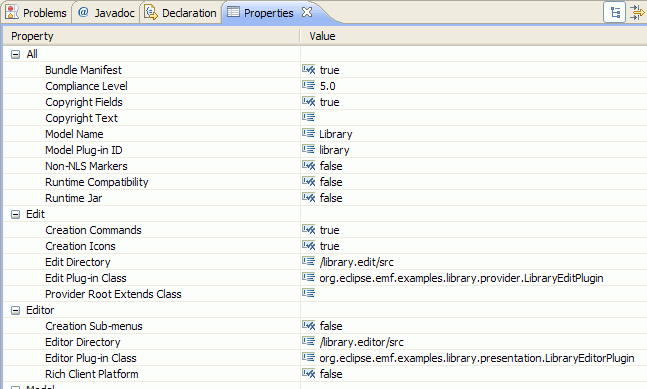 Problems @ Javadoc Declaration Properties
Property Value
All
Bundle Manifest true
Compliance Level 5.0
Copyright Fields true
Copyright Text
Model Name Library
Model Plug-in ID library
Non-NLS Markers false
Runtime Compatibility false
Runtime Jar false
Edit
Creation Commands true
Creation Icons true
Edit Directory /library.edit/src
Edit Plug-in Class org.eclipse.emf.examples.library.provider.LibraryEditPlugin
Provider Root Extends Class
Editor
Creation Sub-menus false
Editor Directory /library.editor/src
Editor Plug-in Class org.eclipse.emf.examples.library.presentation.LibraryEditorPlugin
Rich Client Platform false
Model